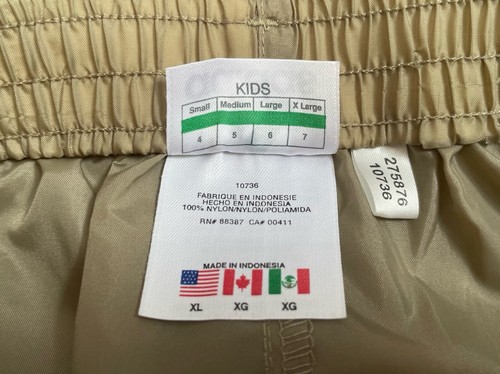 KIDS
Small Medium Large X Large
4 5 6 7
10736
FABRIQUE EN INDONESIE
HECHO EN INDONESIA
100% NYLON/NYLON/POLIAMIDA
RN# 88387 CA# 00411
MADE IN INDONESIA
XL XG XG
275876
10736